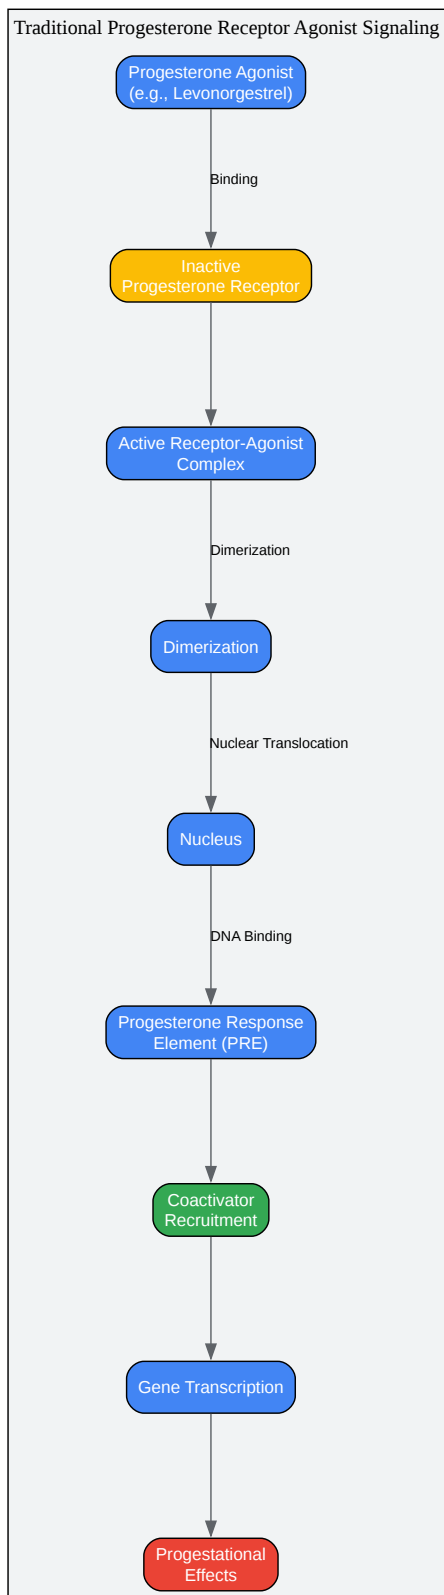 Traditional Progesterone Receptor Agonist Signaling
Progesterone Agonist
(e.g., Levonorgestrel)
Binding
Inactive
Progesterone Receptor
Active Receptor-Agonist
Complex
Dimerization
Dimerization
Nuclear Translocation
Nucleus
DNA Binding
Progesterone Response
Element (PRE)
Coactivator
Recruitment
Gene Transcription
Progestational
Effects